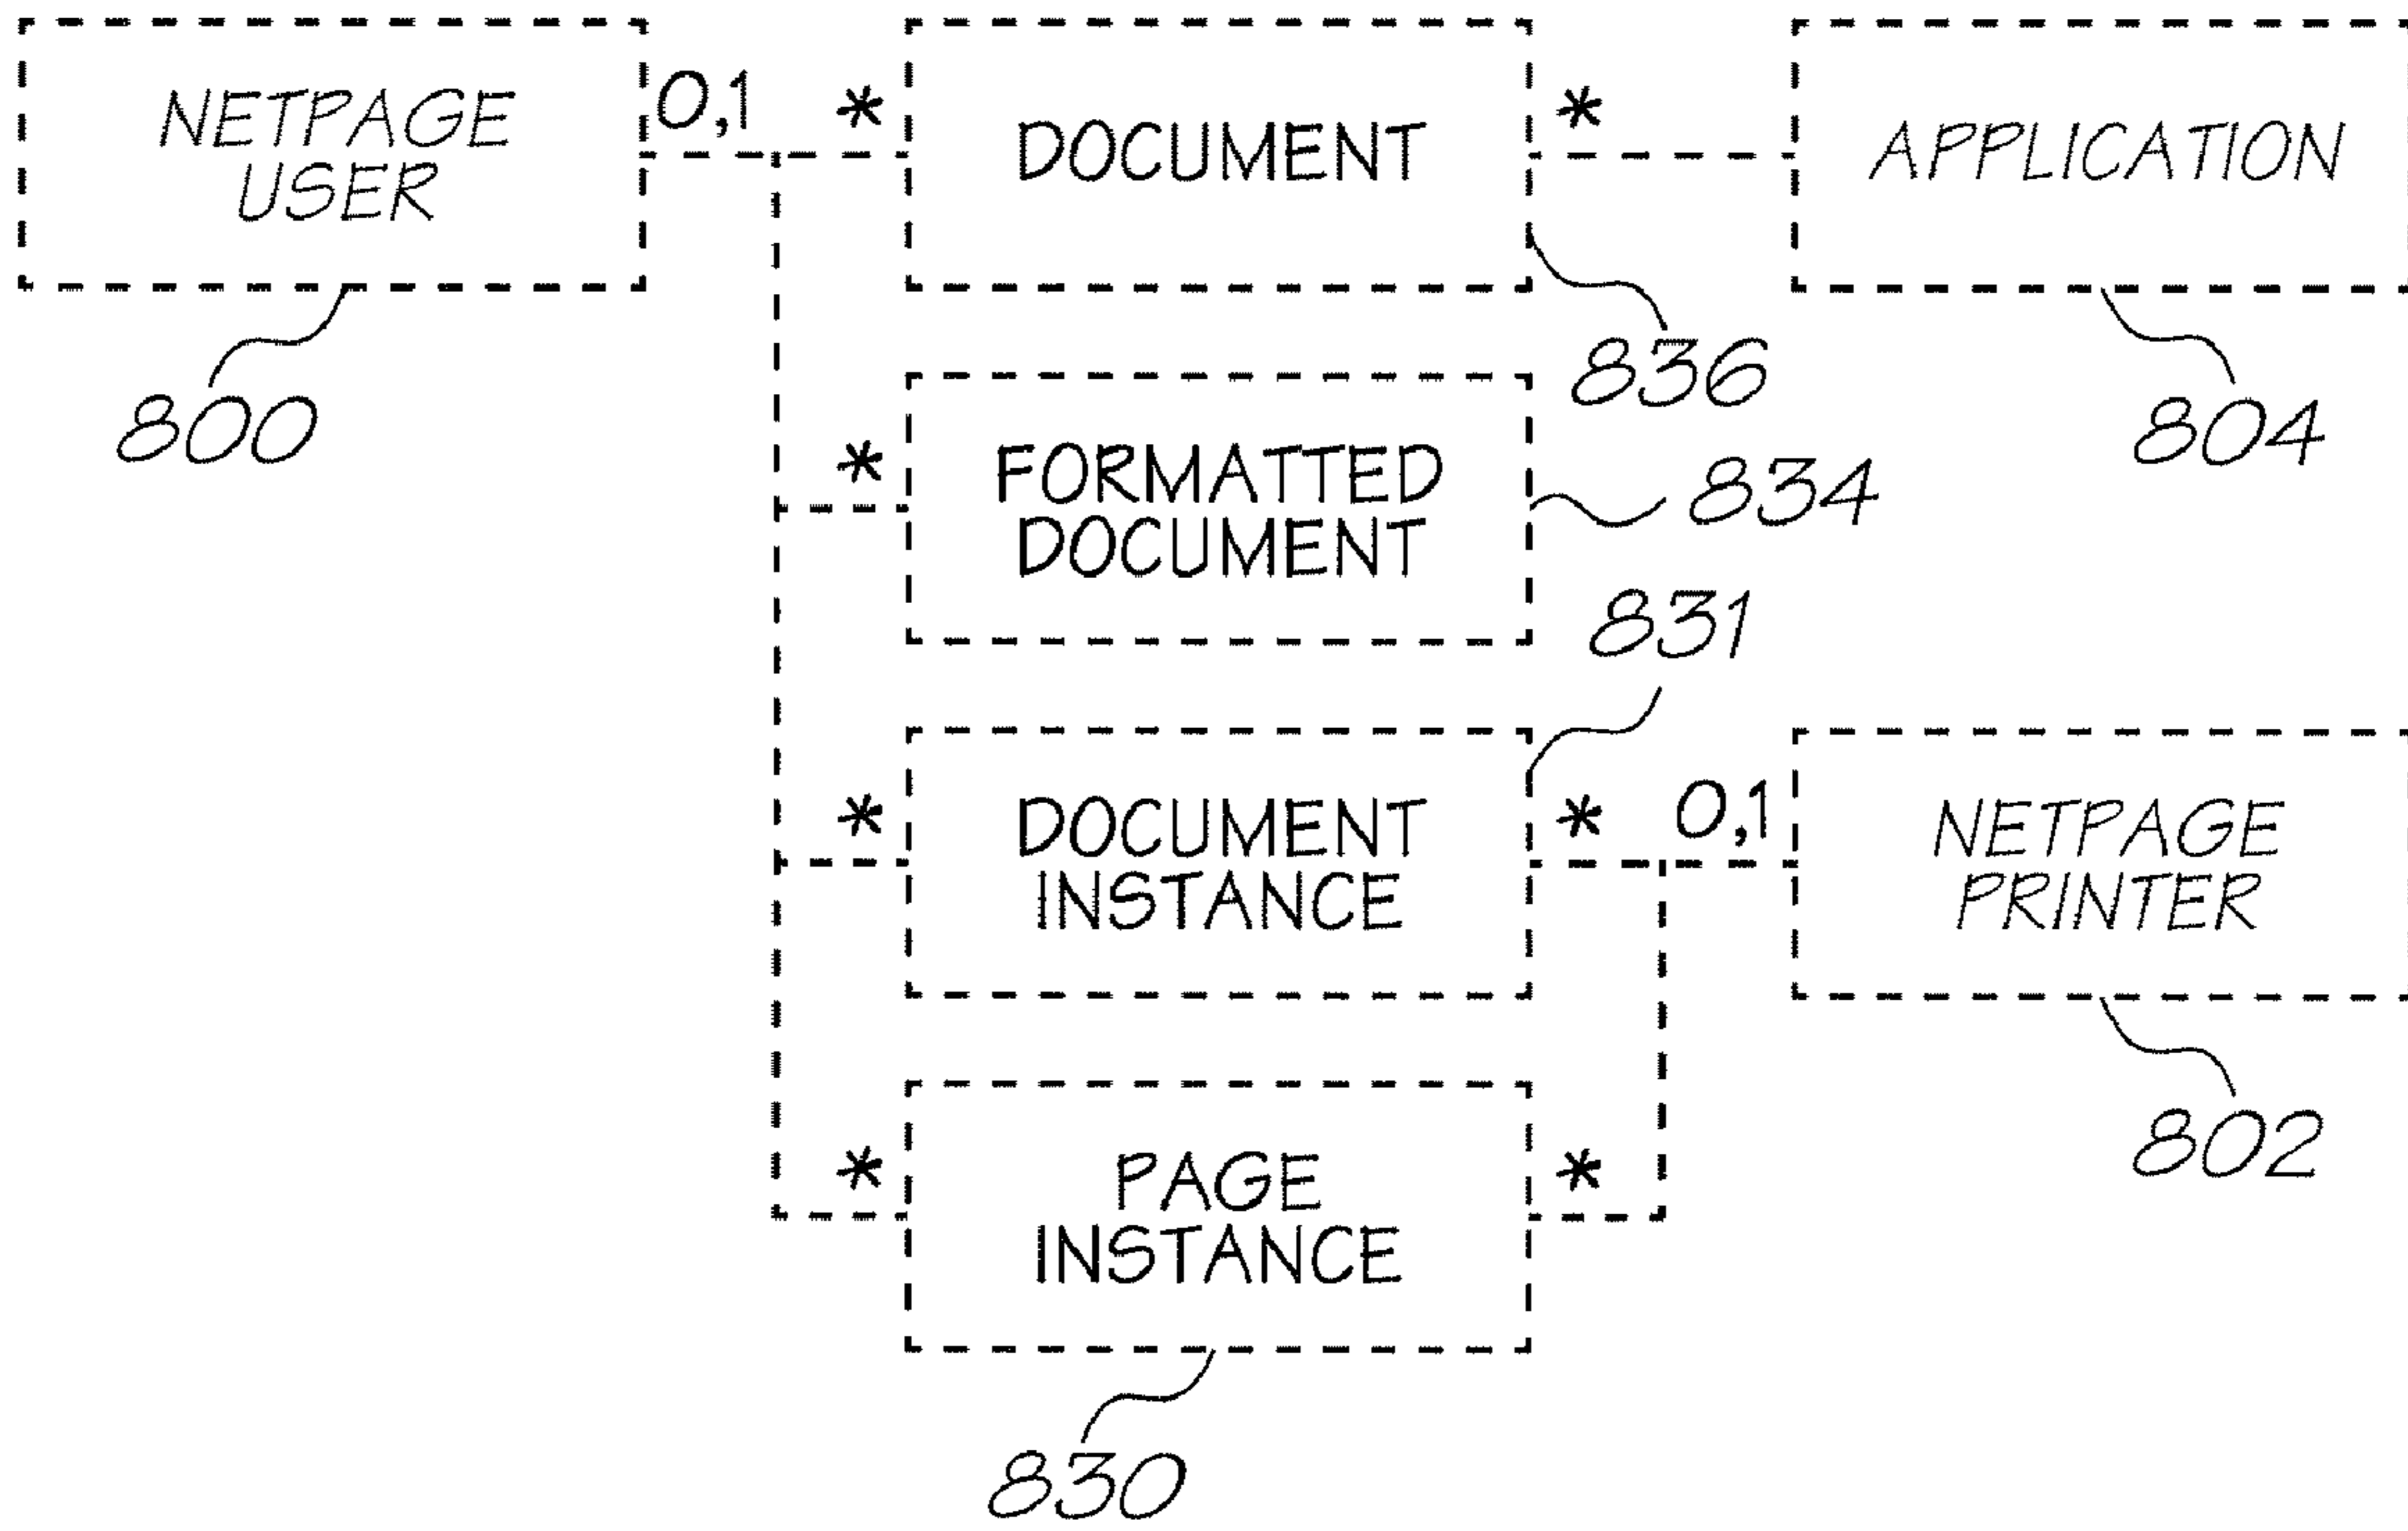 NETPAGE
USER
0,1
*
DOCUMENT
*
APPLICATION
800
836
804
*
FORMATTED
DOCUMENT
834
831
*
DOCUMENT
INSTANCE
*
0,1
NETPAGE
PRINTER
802
*
PAGE
INSTANCE
*
830